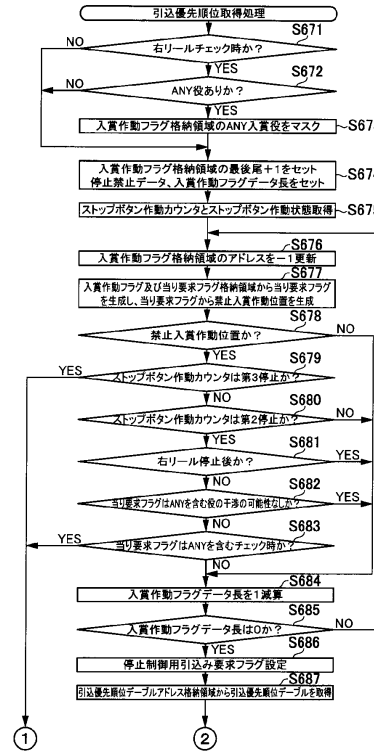 引込優先順位取得処理
S671
右リールチェック時か?
NO
YES
S672
ANY役ありか?
NO
YES
入賞作動フラグ格納領域のANY入賞役をマスク
S67
入賞作動フラグ格納領域の最後尾+1をセット
停止禁止データ、入賞作動フラグデータ長をセット
S67
ストップボタン作動カウンタとストップボタン作動状態取得
S67
S676
入賞作動フラグ格納領域のアドレスを-1更新
S677
入賞作動フラグ及び当り要求フラグ格納領域から当り要求フラグ
を生成し、当り要求フラグから禁止入賞作動位置を生成
S678
禁止入賞作動位置か?
NO
YES
S679
YES
ストップボタン作動カウンタは第3停止か?
NO
S680
ストップボタン作動カウンタは第2停止か?
NO
YES
S681
右リール停止後か?
YES
NO
S682
当り要求フラグはANYを含む役の干渉の可能性なしか?
YES
NO
S683
YES
当り要求フラグはANYを含むチェック時か?
NO
S684
入賞作動フラグデータ長を1減算
S685
入賞作動フラグデータ長は0か?
NO
YES
S686
停止制御用引込み要求フラグ設定
S687
引込優先順位テーブルアドレス格納領域から引込優先順位テーブルを取得
1
2